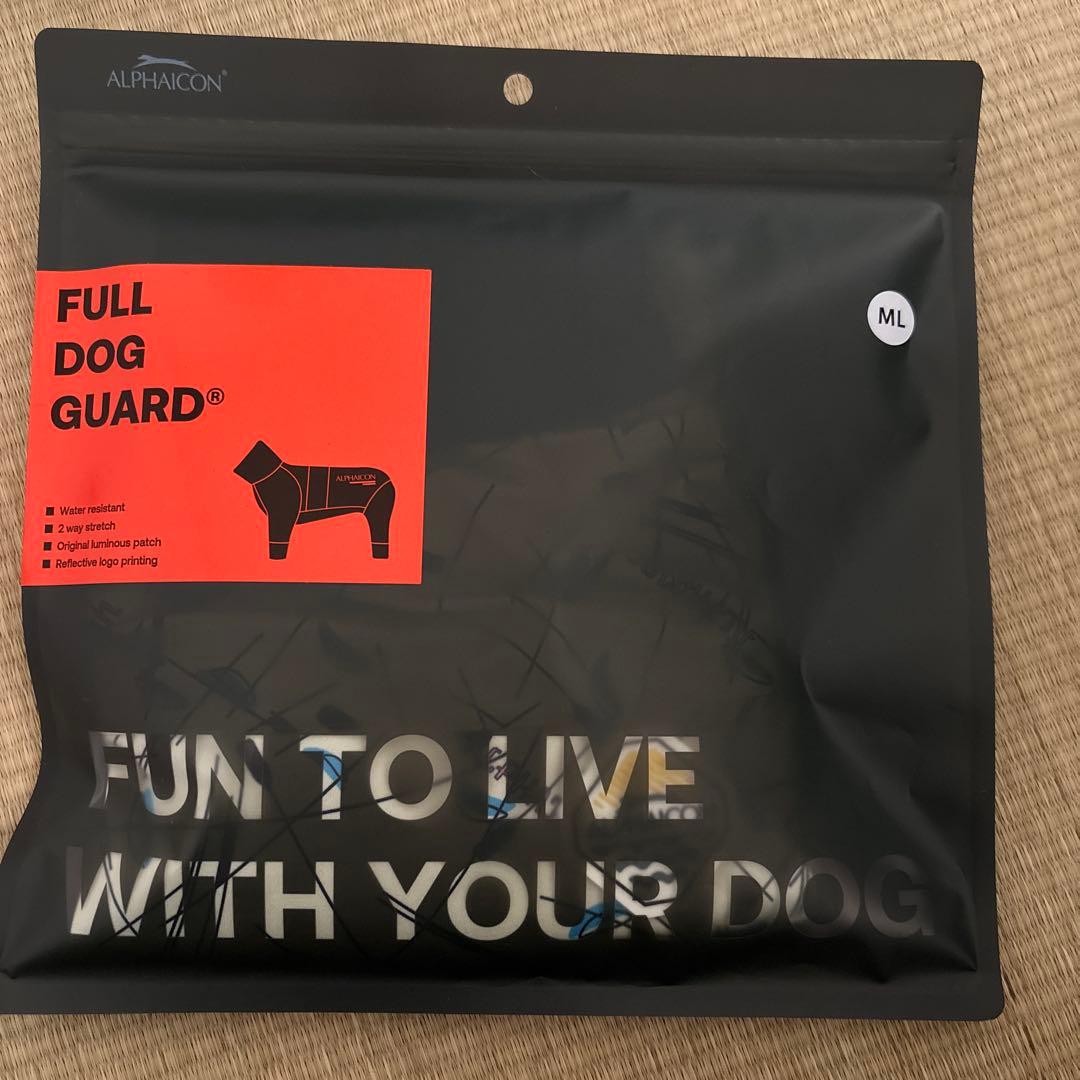 ALPHAICON®
ML
FULL
DOG
GUARD®
ALPHAICON
■ Water resistant
■ 2 way stretch
■ Original luminous patch
■ Reflective logo printing
FUN TO LIVE
WITH YOUR DOG